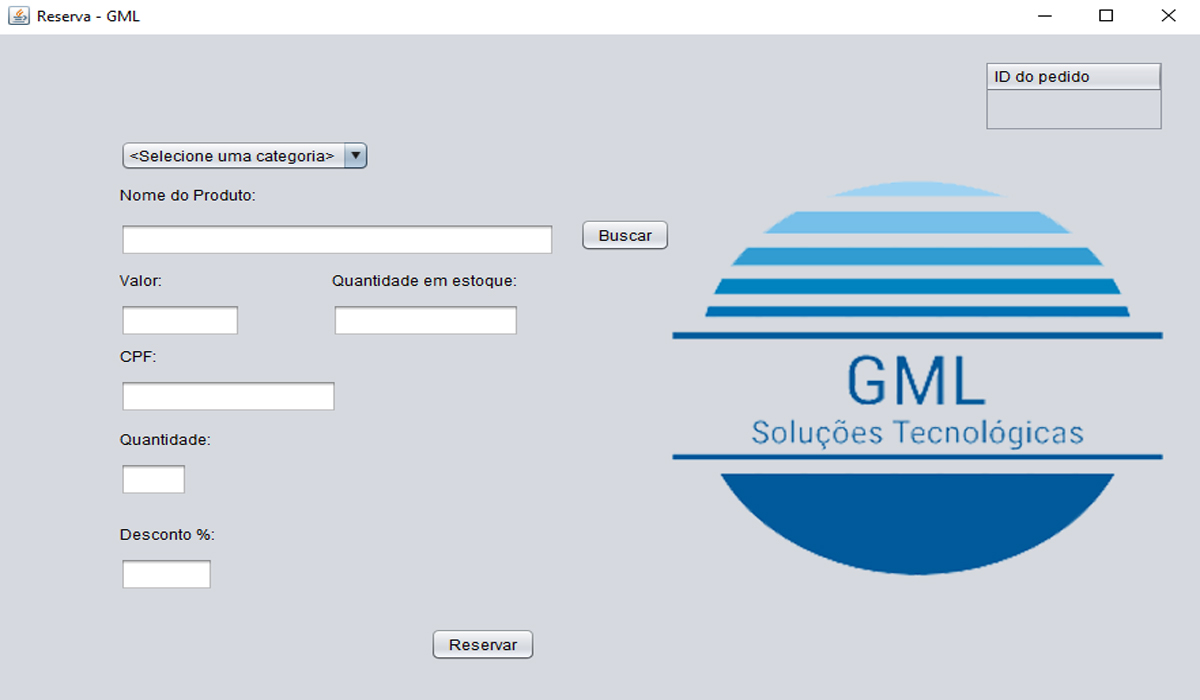 Reserva - GML
ID do pedido
<Selecione uma categoria>
Nome do Produto:
Buscar
Valor: Quantidade em estoque:
CPF:
GML
Soluções Tecnológicas
Quantidade:
Desconto %:
Reservar